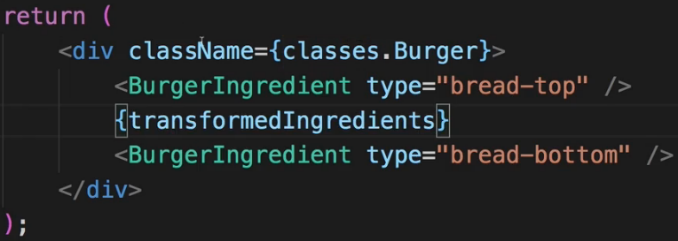 return (
<div className={classes.Burger}>
<BurgerIngredient type="bread-top" />
{transformedIngredients}
<BurgerIngredient type="bread-bottom" />
</div>
);